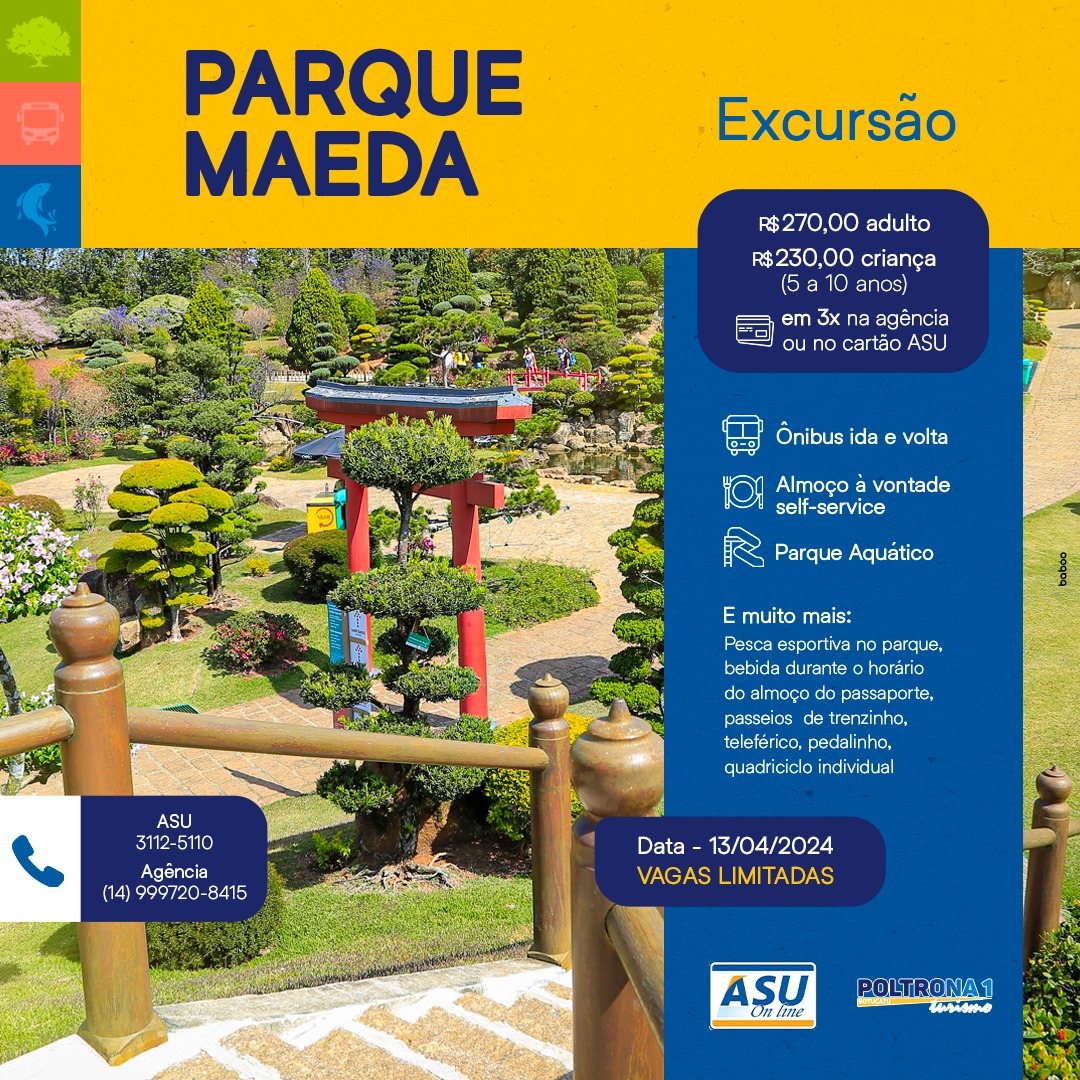 PARQUE
MAEDA
Excursão
R$270,00 adulto
R$230,00 criança
(5 a 10 anos)
em 3x na agência
ou no cartão ASU
Ônibus ida e volta
Almoço à vontade
self-service
Parque Aquático
E muito mais:
Pesca esportiva no parque,
bebida durante o horário
do almoço do passaporte,
passeios de trenzinho,
teleférico, pedalinho,
quadriciclo individual
baboo
ASU
3112-5110
Agência
(14) 999720-8415
Data - 13/04/2024
VAGAS LIMITADAS
ASU
On line
POLTRONA 1
BOTUCATU
turismo